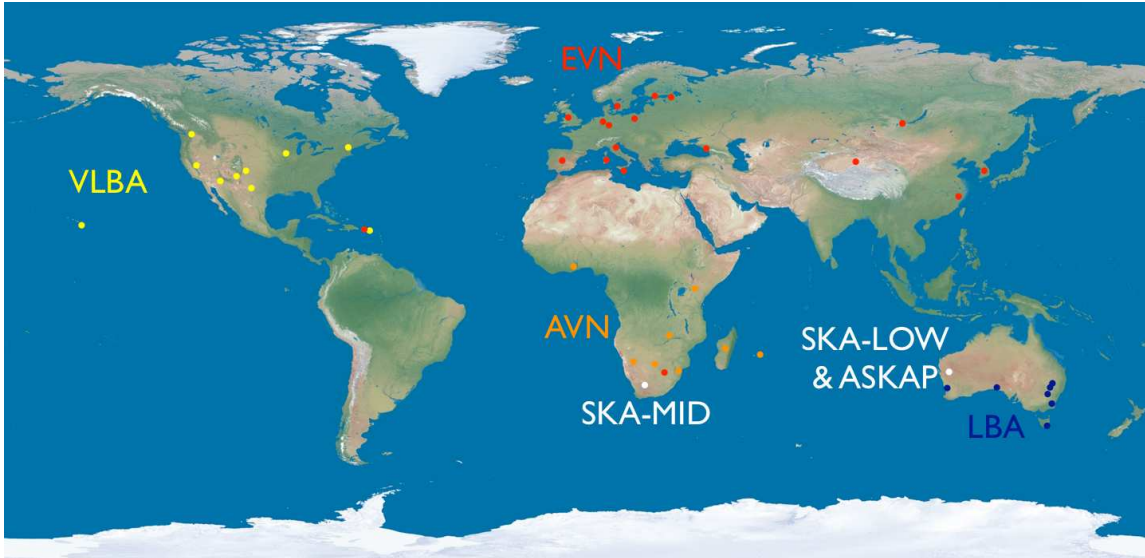 EVN
VLBA
AVN
SKA-LOW
& ASKAP
SKA-MID
LBA